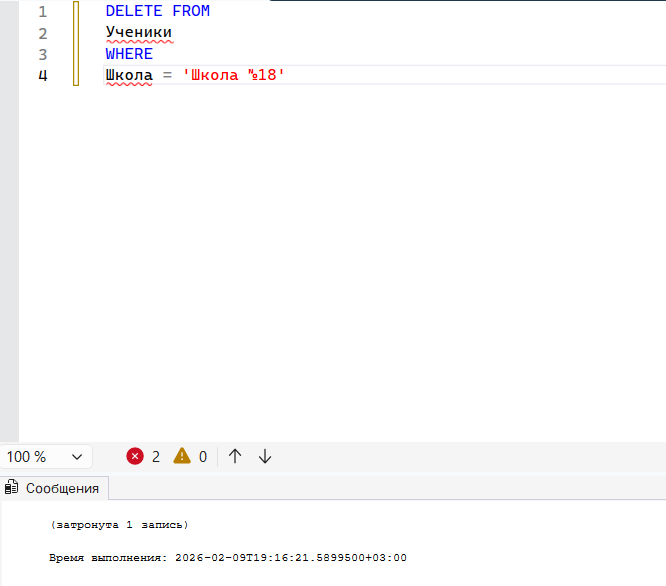 1 DELETE FROM
2 Ученики
3 WHERE
4 Школа = 'Школа №18'
100 % 2 0
Сообщения
(затронута 1 запись)
Время выполнения: 2026-02-09T19:16:21.5899500+03:00